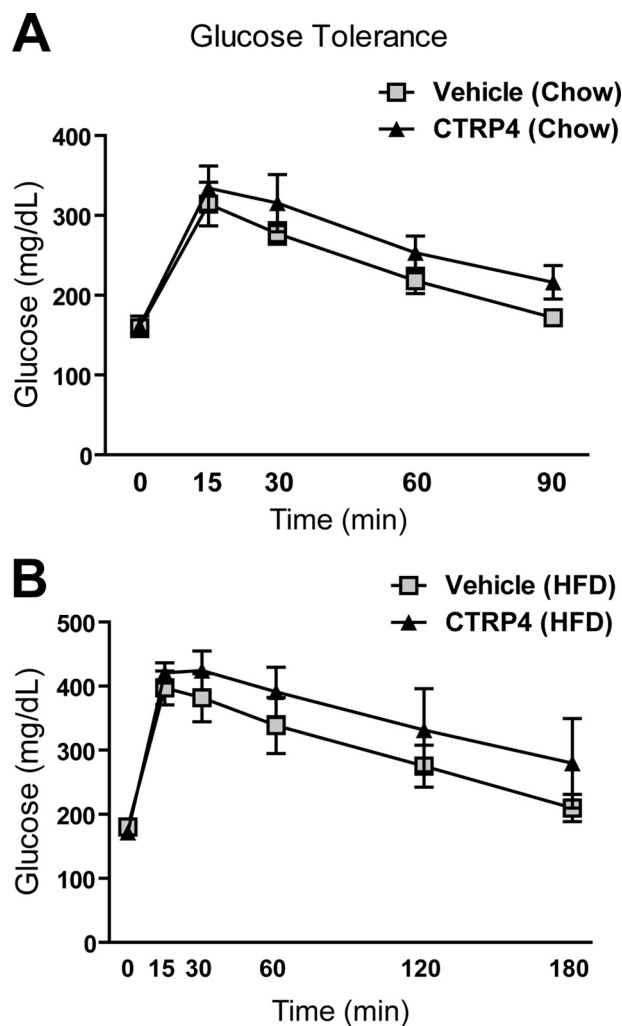 A
Glucose Tolerance
Vehicle (Chow)
CTRP4 (Chow)
400
300
200
100
0
Glucose (mg/dL)
0 15 30 60 90
Time (min)
B
Vehicle (HFD)
CTRP4 (HFD)
500
400
300
200
100
0
Glucose (mg/dL)
0 15 30 60 120 180
Time (min)